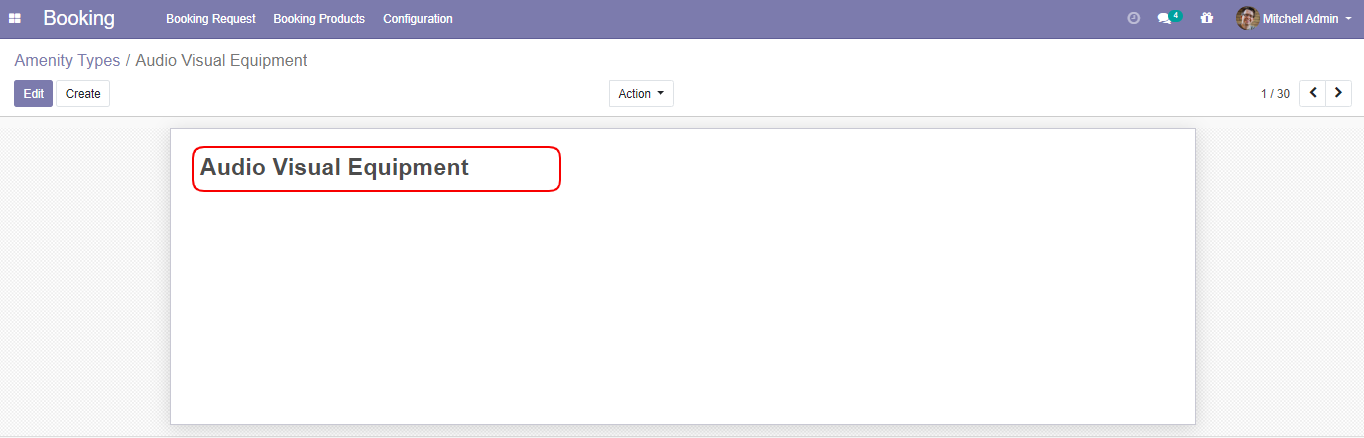 Booking Booking Request Booking Products Configuration 4 Mitchell Admin
Amenity Types / Audio Visual Equipment
Edit Create Action 1 / 30
Audio Visual Equipment